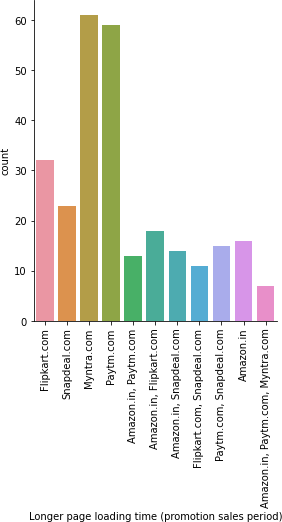 60
50
40
30
20
10
0
count
Flipkart.com
Snapdeal.com
Myntra.com
Paytm.com
Amazon.in, Paytm.com
Amazon.in, Flipkart.com
Amazon.in, Snapdeal.com
Flipkart.com, Snapdeal.com
Paytm.com, Snapdeal.com
Amazon.in
Amazon.in, Paytm.com, Myntra.com
Longer page loading time (promotion sales period)